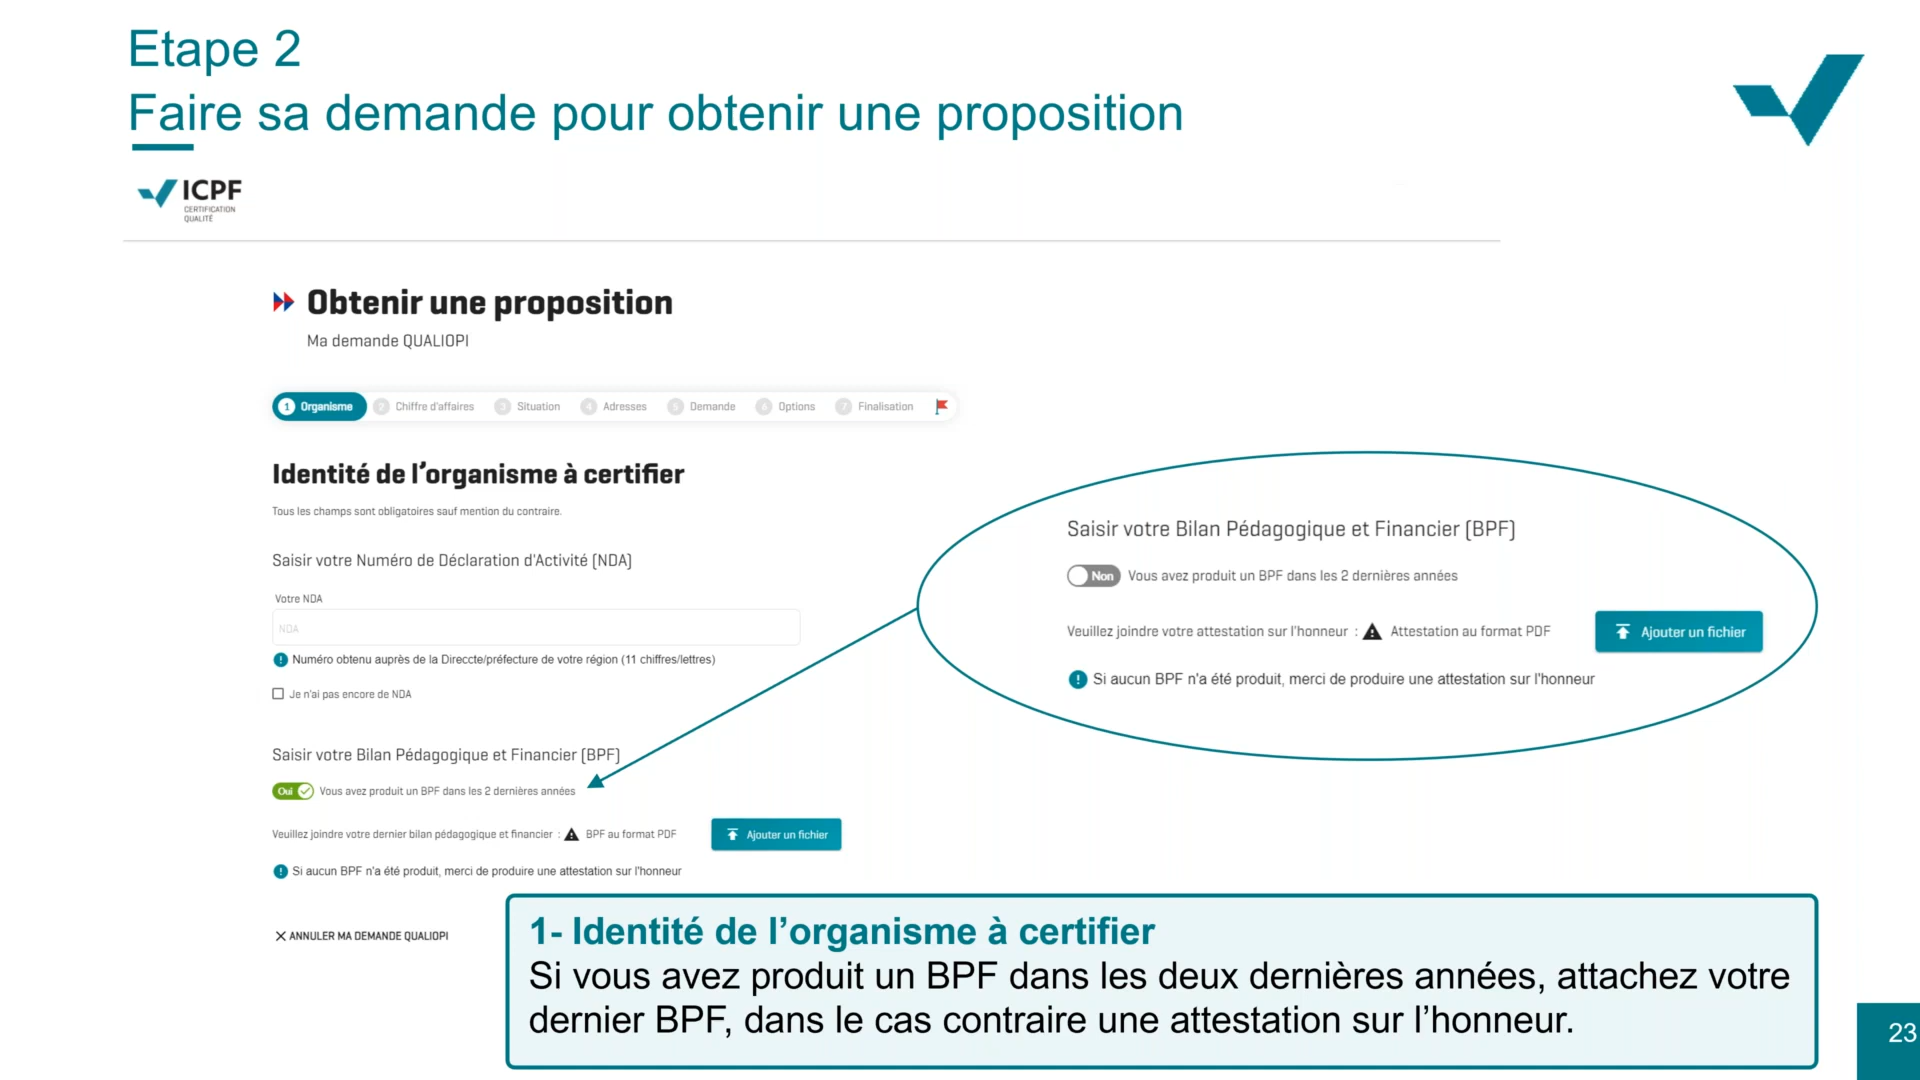 Etape 2
Faire sa demande pour obtenir une proposition
ICPF
CERTIFICATION
QUALITÉ
Obtenir une proposition
Ma demande QUALIOPI
1 Organisme 2 Chiffre d'affaires 3 Situation 4 Adresses 5 Demande 6 Options 7 Finalisation
Identité de l'organisme à certifier
Tous les champs sont obligatoires sauf mention du contraire.
Saisir votre Numéro de Déclaration d'Activité (NDA)
Votre NDA
NDA
! Numéro obtenu auprès de la Direccte/préfecture de votre région (11 chiffres/lettres)
Je n'ai pas encore de NDA
Saisir votre Bilan Pédagogique et Financier (BPF)
Oui Vous avez produit un BPF dans les 2 dernières années
Veuillez joindre votre dernier bilan pédagogique et financier : BPF au format PDF Ajouter un fichier
! Si aucun BPF n'a été produit, merci de produire une attestation sur l'honneur
ANNULER MA DEMANDE QUALIOPI
Saisir votre Bilan Pédagogique et Financier (BPF)
Non Vous avez produit un BPF dans les 2 dernières années
Veuillez joindre votre attestation sur l'honneur : Attestation au format PDF Ajouter un fichier
! Si aucun BPF n'a été produit, merci de produire une attestation sur l'honneur
1- Identité de l'organisme à certifier
Si vous avez produit un BPF dans les deux dernières années, attachez votre
dernier BPF, dans le cas contraire une attestation sur l'honneur.
23